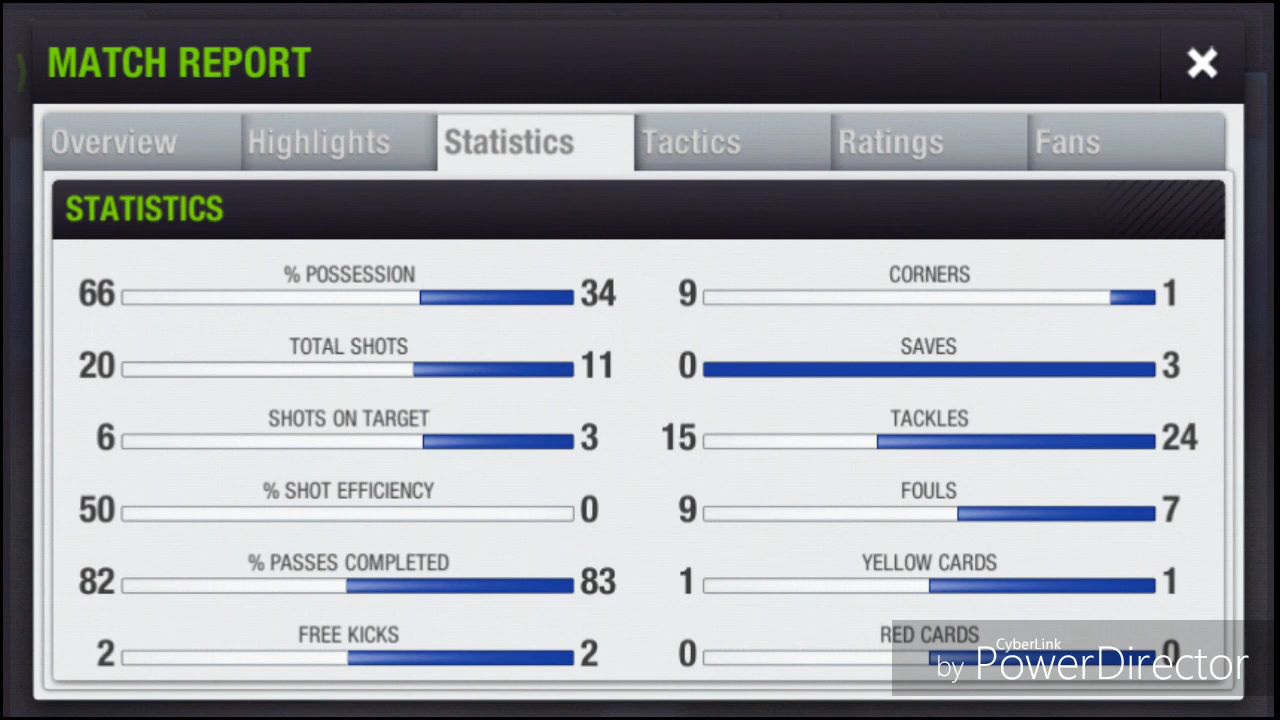 MATCH REPORT
Overview Highlights Statistics Tactics Ratings Fans
STATISTICS
% POSSESSION
66 34
TOTAL SHOTS
20 11
SHOTS ON TARGET
6 3
% SHOT EFFICIENCY
50 0
% PASSES COMPLETED
82 83
FREE KICKS
2 2
CORNERS
9 1
SAVES
0 3
TACKLES
15 24
FOULS
9 7
YELLOW CARDS
1 1
RED CARDS
0 0
CyberLink
by PowerDirector